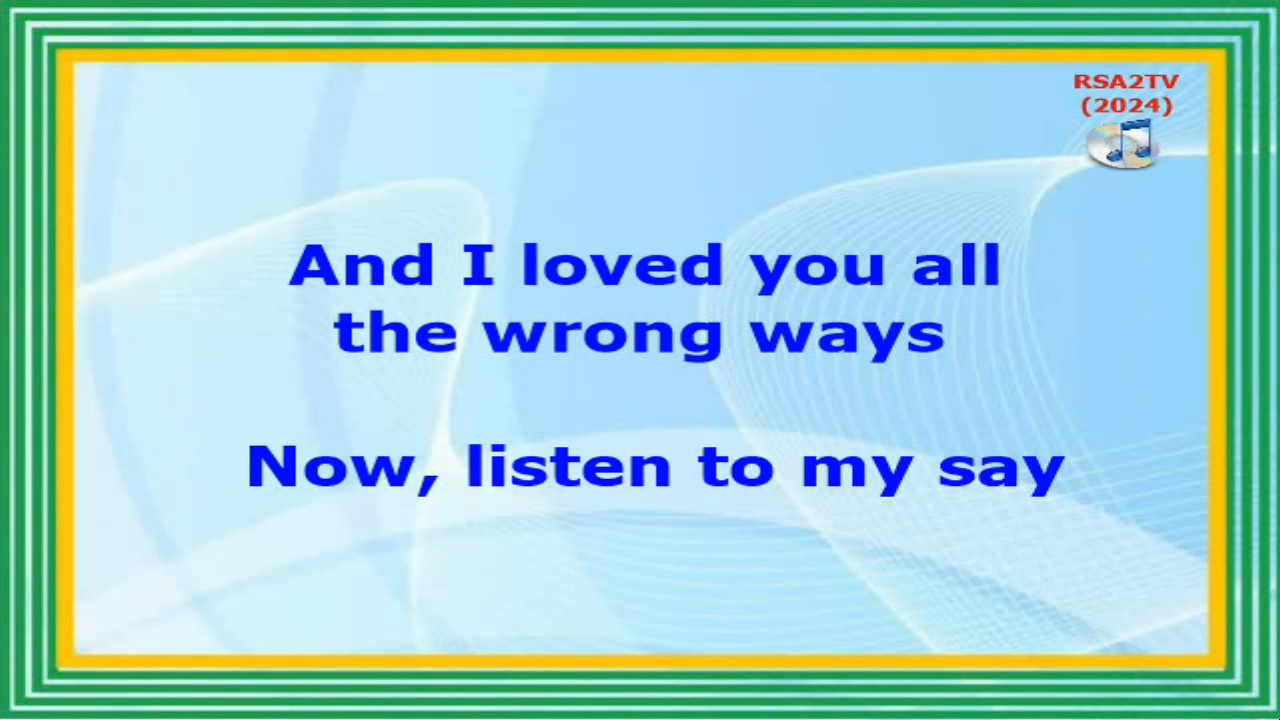 RSA2TV
(2024)
And I loved you all
the wrong ways
Now, listen to my say